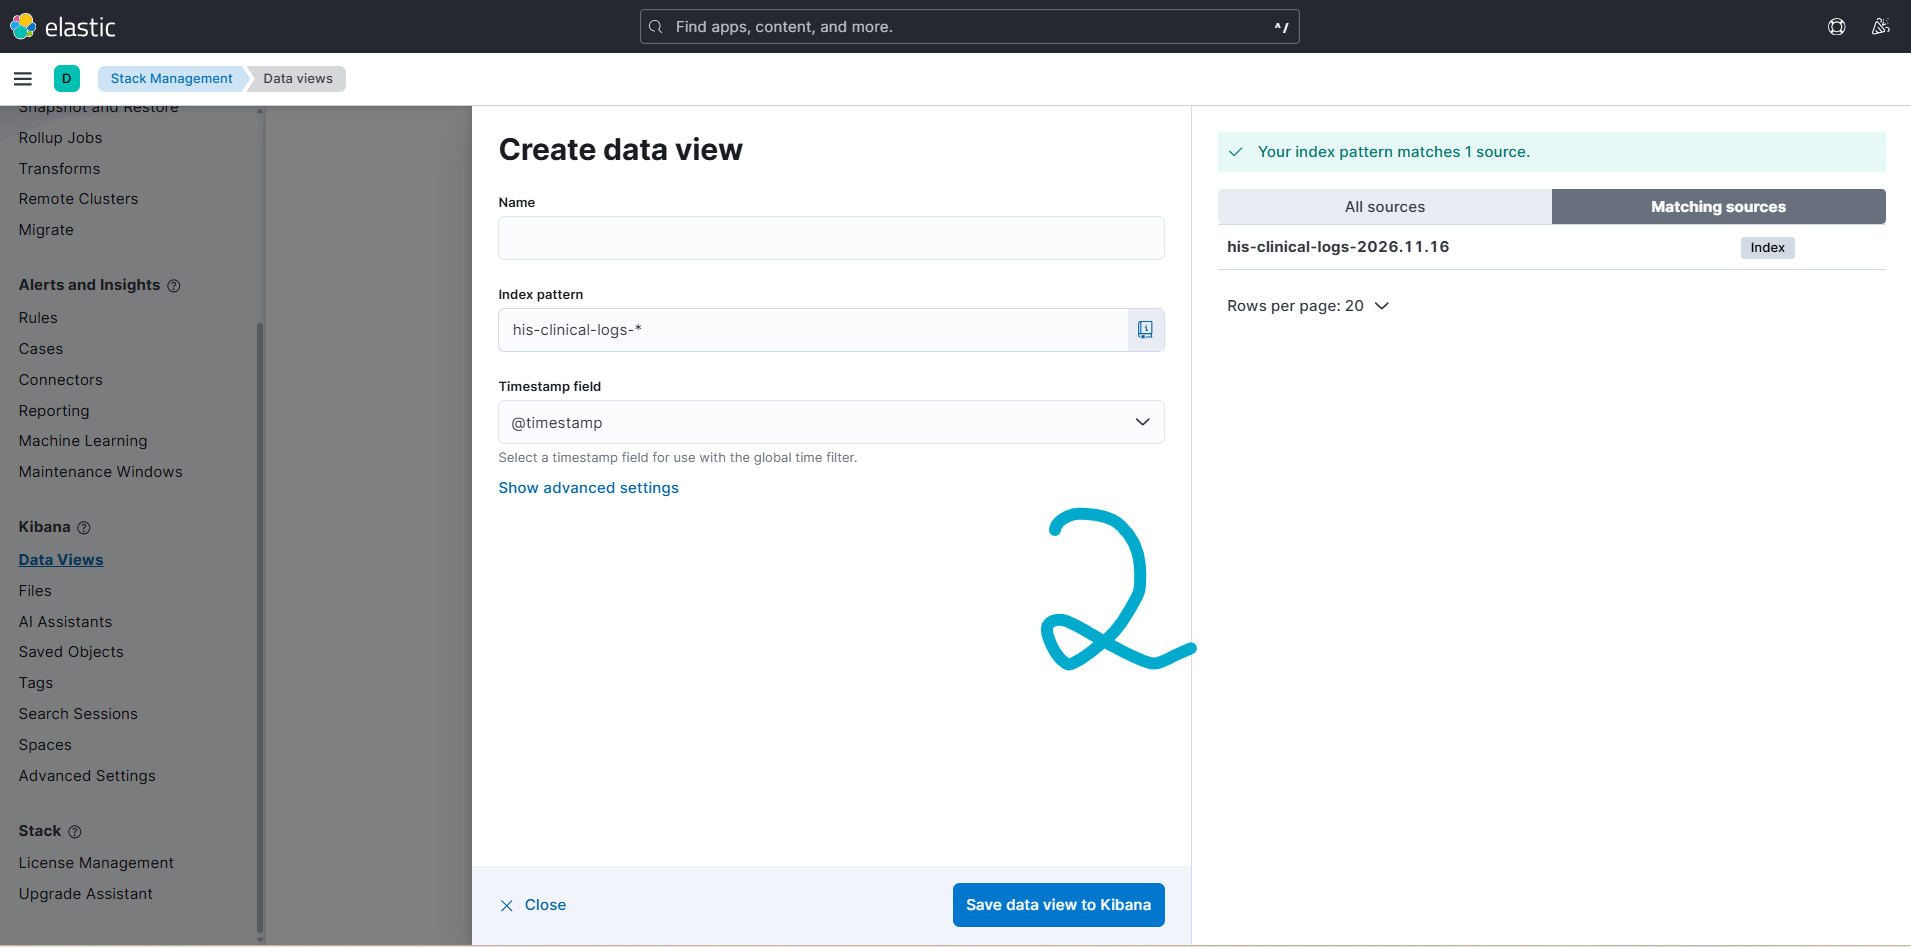 elastic
Find apps, content, and more.
^/
D
Stack Management
Data views
Snapshot and Restore
Rollup Jobs
Transforms
Remote Clusters
Migrate
Alerts and Insights
Rules
Cases
Connectors
Reporting
Machine Learning
Maintenance Windows
Kibana
Data Views
Files
AI Assistants
Saved Objects
Tags
Search Sessions
Spaces
Advanced Settings
Stack
License Management
Upgrade Assistant
Create data view
Name
Index pattern
his-clinical-logs-*
Timestamp field
@timestamp
Select a timestamp field for use with the global time filter.
Show advanced settings
2
Close
Save data view to Kibana
Your index pattern matches 1 source.
All sources
Matching sources
his-clinical-logs-2026.11.16
Index
Rows per page: 20